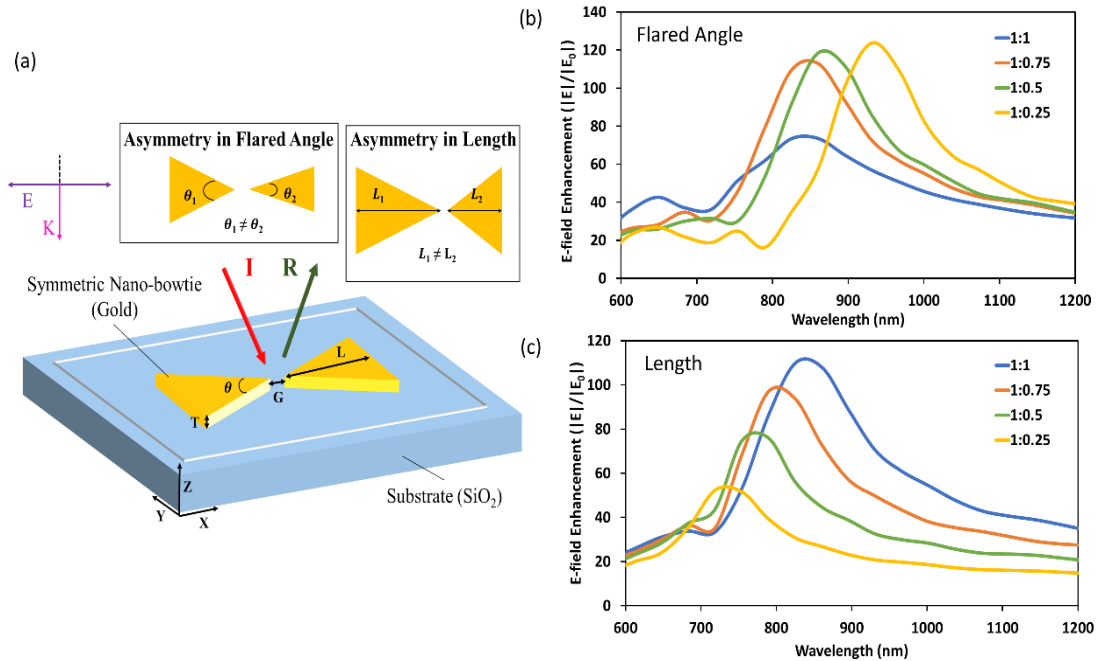 (a)
Asymmetry in Flared Angle
θ1
θ2
θ1 ≠ θ2
Asymmetry in Length
L1
L2
L1 ≠ L2
E
K
I
R
Symmetric Nano-bowtie
(Gold)
θ
L
G
T
Z
Y
X
Substrate (SiO2)
(b)
Flared Angle
1:1
1:0.75
1:0.5
1:0.25
E-field Enhancement (|E|/|E0|)
140
120
100
80
60
40
20
0
600 700 800 900 1000 1100 1200
Wavelength (nm)
(c)
Length
1:1
1:0.75
1:0.5
1:0.25
E-field Enhancement (|E|/|E0|)
120
100
80
60
40
20
0
600 700 800 900 1000 1100 1200
Wavelength (nm)